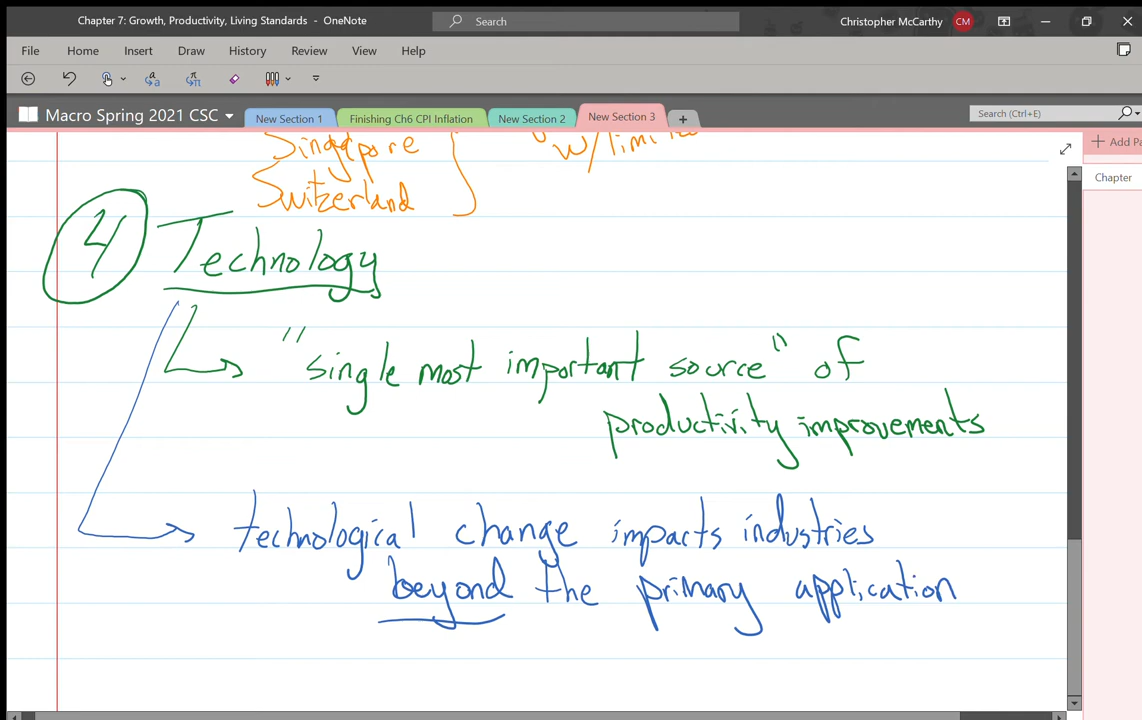 Chapter 7: Growth, Productivity, Living Standards - OneNote
Search
Christopher McCarthy CM
File Home Insert Draw History Review View Help
Macro Spring 2021 CSC
New Section 1
Finishing Ch6 CPI Inflation
New Section 2
New Section 3
Search (Ctrl+E)
Add Pa
Chapter
Singapore
w/limi
Switzerland
4 Technology
"single most important source" of
productivity improvements
technological change impacts industries
beyond the primary application